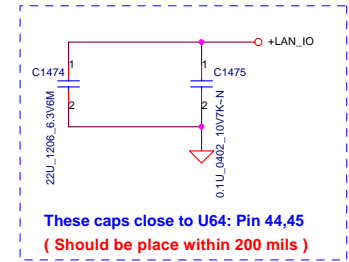 +LAN_IO
C1474
1
2
22U_1206_6.3V6M
C1475
1
2
0.1U_0402_10V7K~N
These caps close to U64: Pin 44,45
( Should be place within 200 mils )